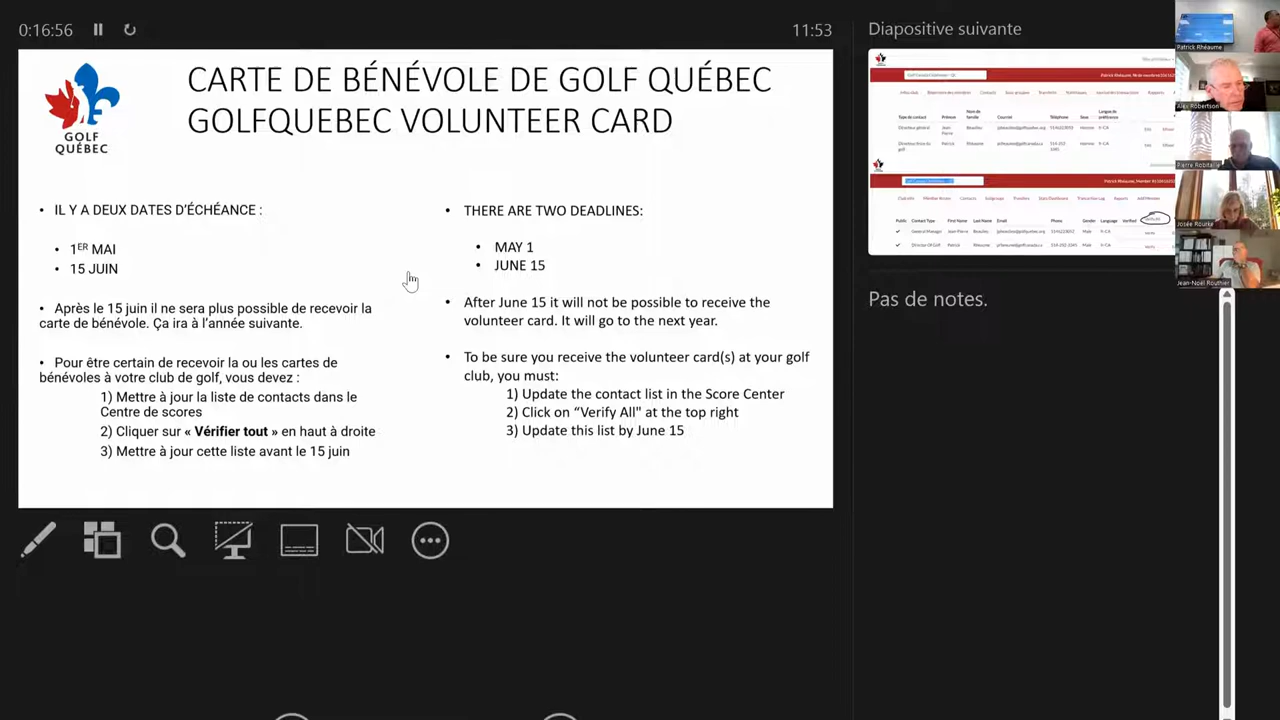 0:16:56
11:53
GOLF
QUÉBEC
CARTE DE BÉNÉVOLE DE GOLF QUÉBEC
GOLFQUEBEC VOLUNTEER CARD
• IL Y A DEUX DATES D'ÉCHÉANCE :
• 1ER MAI
• 15 JUIN
• Après le 15 juin il ne sera plus possible de recevoir la
carte de bénévole. Ça ira à l'année suivante.
• Pour être certain de recevoir la ou les cartes de
bénévoles à votre club de golf, vous devez :
1) Mettre à jour la liste de contacts dans le
Centre de scores
2) Cliquer sur « Vérifier tout » en haut à droite
3) Mettre à jour cette liste avant le 15 juin
• THERE ARE TWO DEADLINES:
• MAY 1
• JUNE 15
• After June 15 it will not be possible to receive the
volunteer card. It will go to the next year.
• To be sure you receive the volunteer card(s) at your golf
club, you must:
1) Update the contact list in the Score Center
2) Click on “Verify All" at the top right
3) Update this list by June 15
Diapositive suivante
Pas de notes.
Patrick Rhéaume
Alex Robertson
Josée Rourke
Jean-Noël Routhier